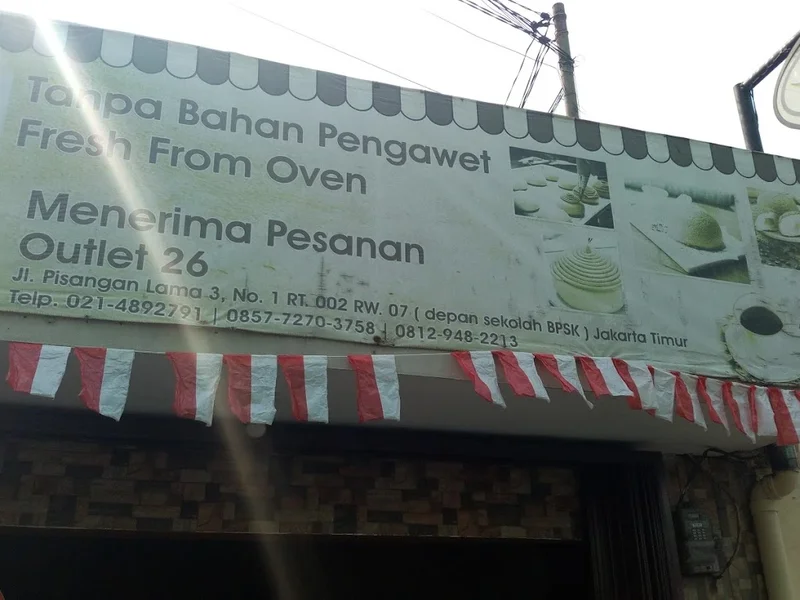 Tanpa Bahan Pengawet
Fresh From Oven
Menerima Pesanan
Outlet 26
Jl. Pisangan Lama 3, No. 1 RT. 002 RW. 07 ( depan sekolah BPSK ) Jakarta Timur
Telp. 021-4892791 | 0857-7270-3758 | 0812-948-2213